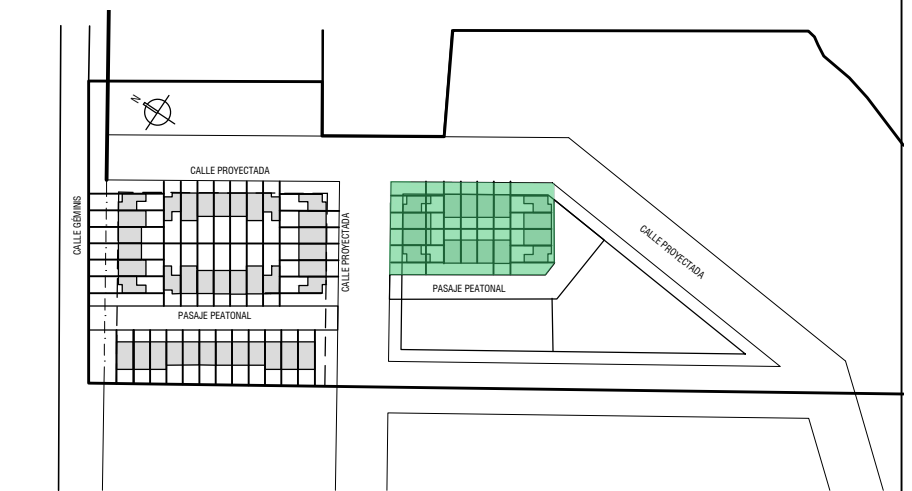 N
CALLE PROYECTADA
CALLE GÉMINIS
CALLE PROYECTADA
CALLE PROYECTADA
PASAJE PEATONAL
PASAJE PEATONAL